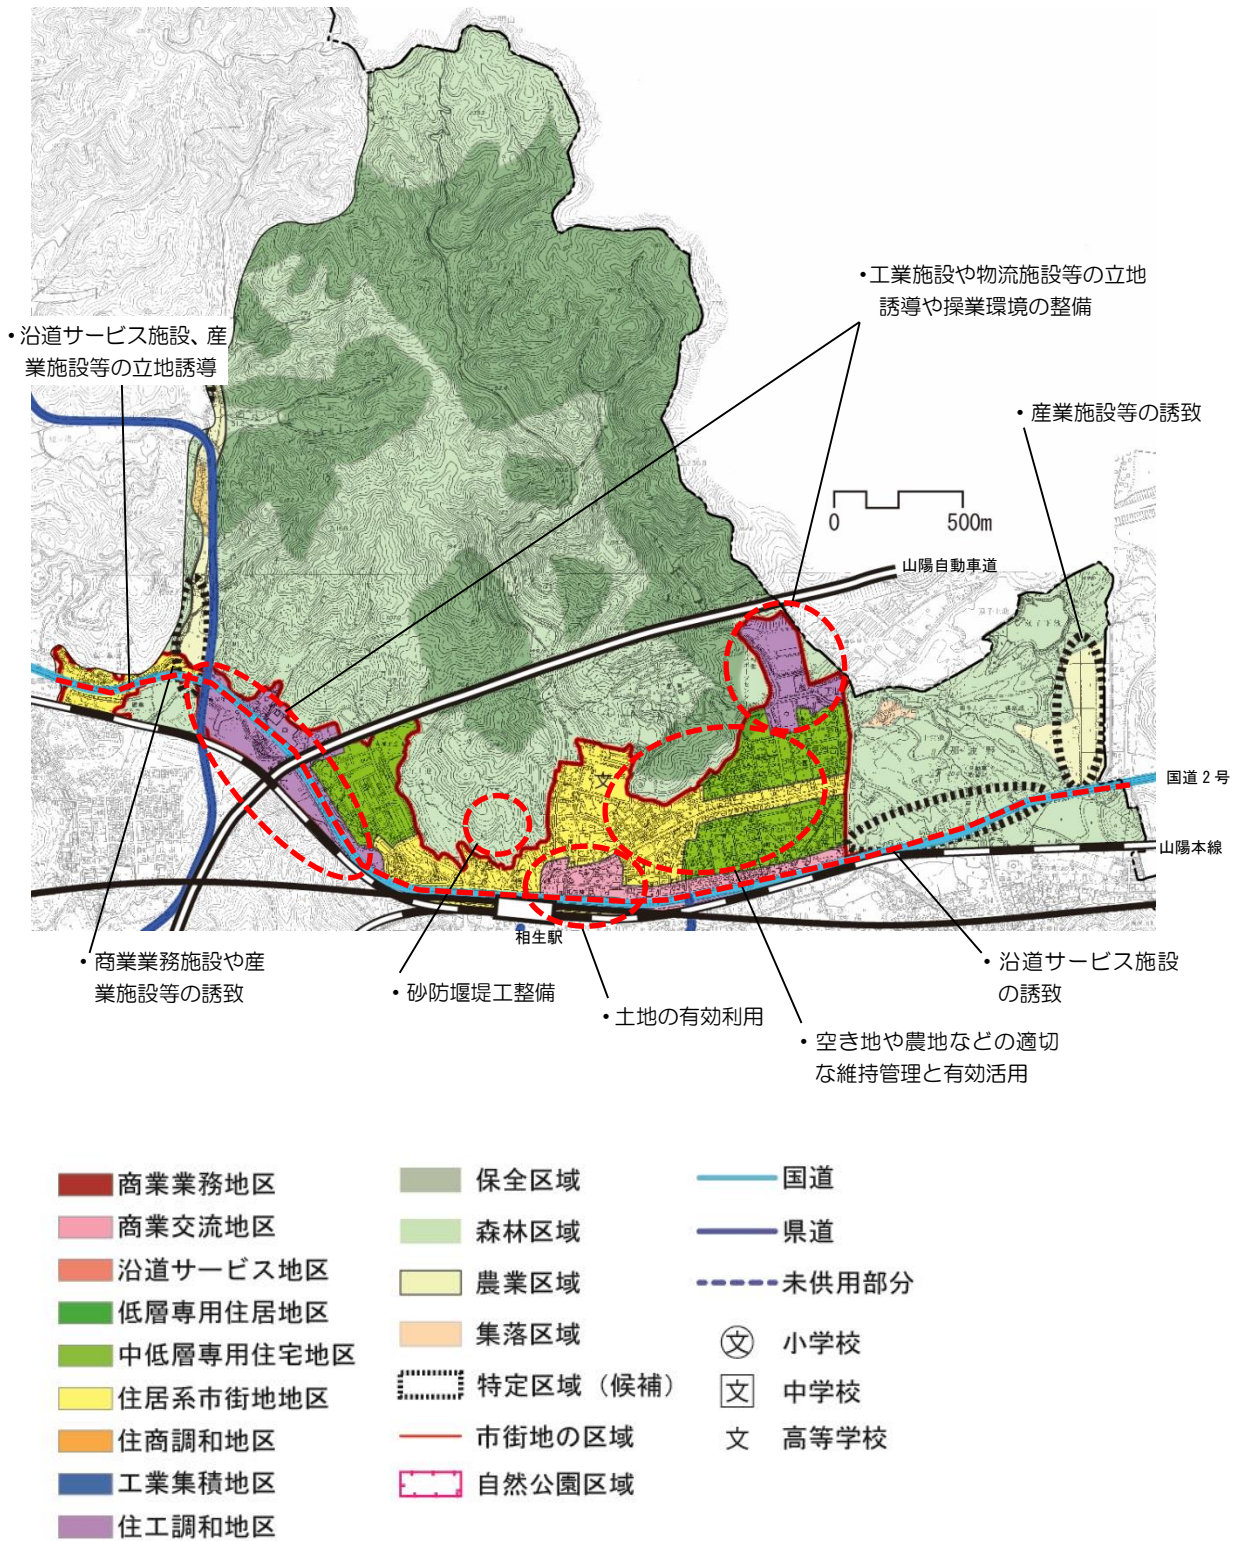 ・工業施設や物流施設等の立地
誘導や操業環境の整備
・沿道サービス施設、産
業施設等の立地誘導
・産業施設等の誘致
0
500m
山陽自動車道
文
国道2号
山陽本線
相生駅
・商業業務施設や産
業施設等の誘致
・砂防堰堤工整備
・土地の有効利用
・沿道サービス施設
の誘致
・空き地や農地などの適切
な維持管理と有効活用
商業業務地区
商業交流地区
沿道サービス地区
低層専用住居地区
中低層専用住宅地区
住居系市街地地区
住商調和地区
工業集積地区
住工調和地区
保全区域
森林区域
農業区域
集落区域
特定区域（候補）
市街地の区域
自然公園区域
国道
県道
未供用部分
文 小学校
文 中学校
文 高等学校